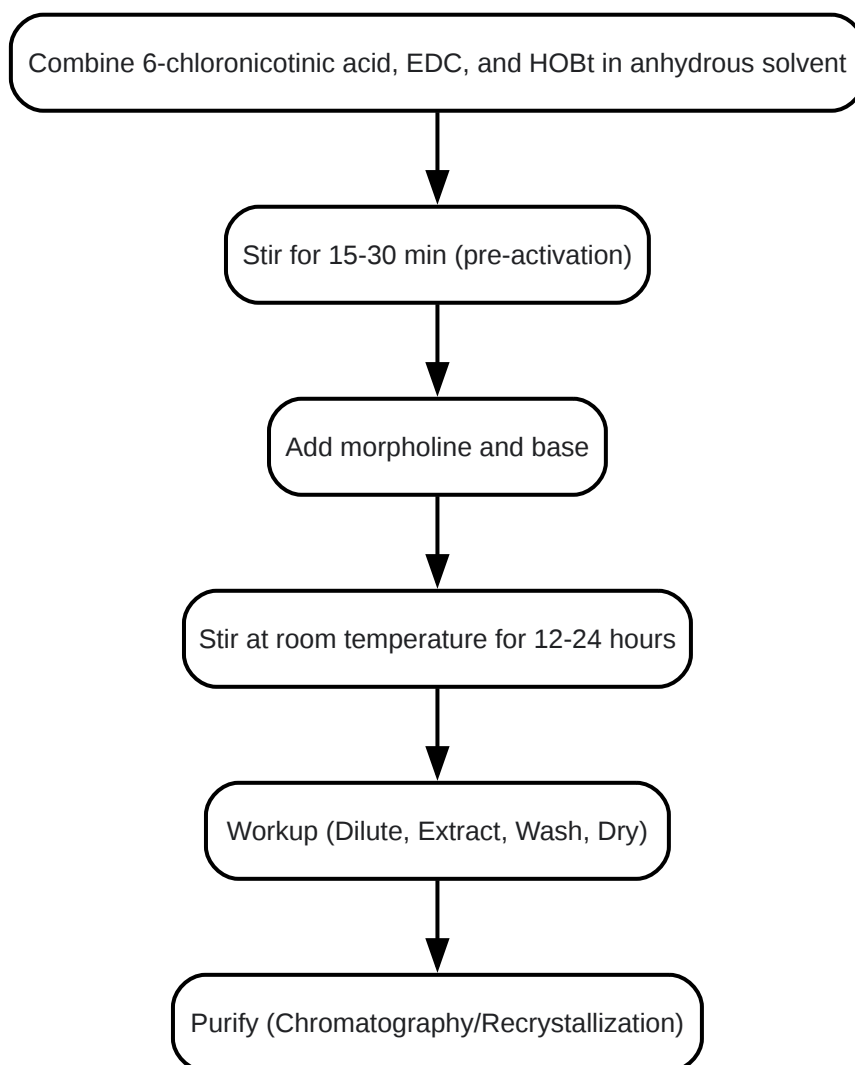 Combine 6-chloronicotinic acid, EDC, and HOBt in anhydrous solvent
Stir for 15-30 min (pre-activation)
Add morpholine and base
Stir at room temperature for 12-24 hours
Workup (Dilute, Extract, Wash, Dry)
Purify (Chromatography/Recrystallization)